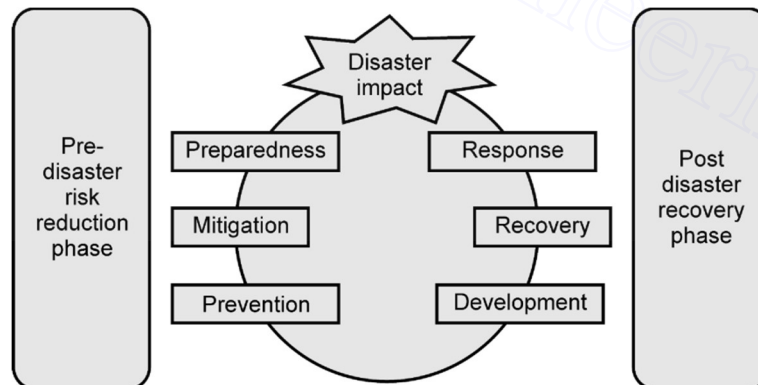 Disaster
impact
Pre-
disaster
risk
reduction
phase
Preparedness
Mitigation
Prevention
Response
Recovery
Development
Post
disaster
recovery
phase